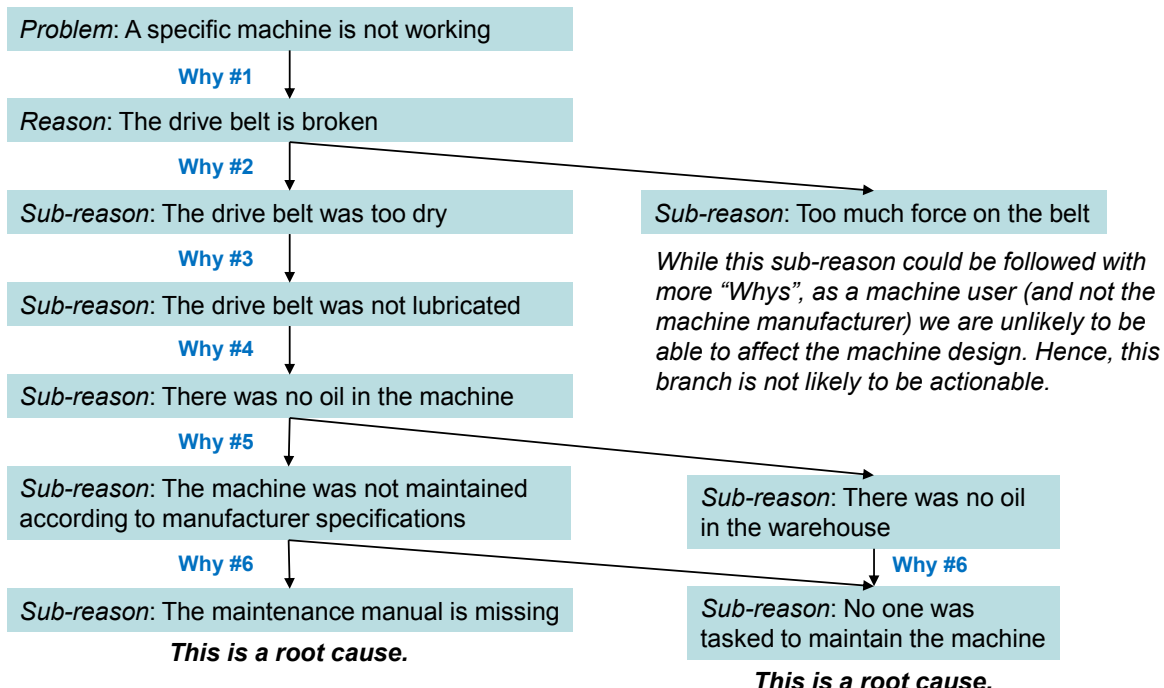 Problem: A specific machine is not working
Why #1
Reason: The drive belt is broken
Why #2
Sub-reason: The drive belt was too dry
Sub-reason: Too much force on the belt
Why #3
While this sub-reason could be followed with
more “Whys”, as a machine user (and not the
machine manufacturer) we are unlikely to be
able to affect the machine design. Hence, this
branch is not likely to be actionable.
Sub-reason: The drive belt was not lubricated
Why #4
Sub-reason: There was no oil in the machine
Why #5
Sub-reason: The machine was not maintained
according to manufacturer specifications
Sub-reason: There was no oil
in the warehouse
Why #6
Why #6
Sub-reason: The maintenance manual is missing
This is a root cause.
Sub-reason: No one was
tasked to maintain the machine
This is a root cause.